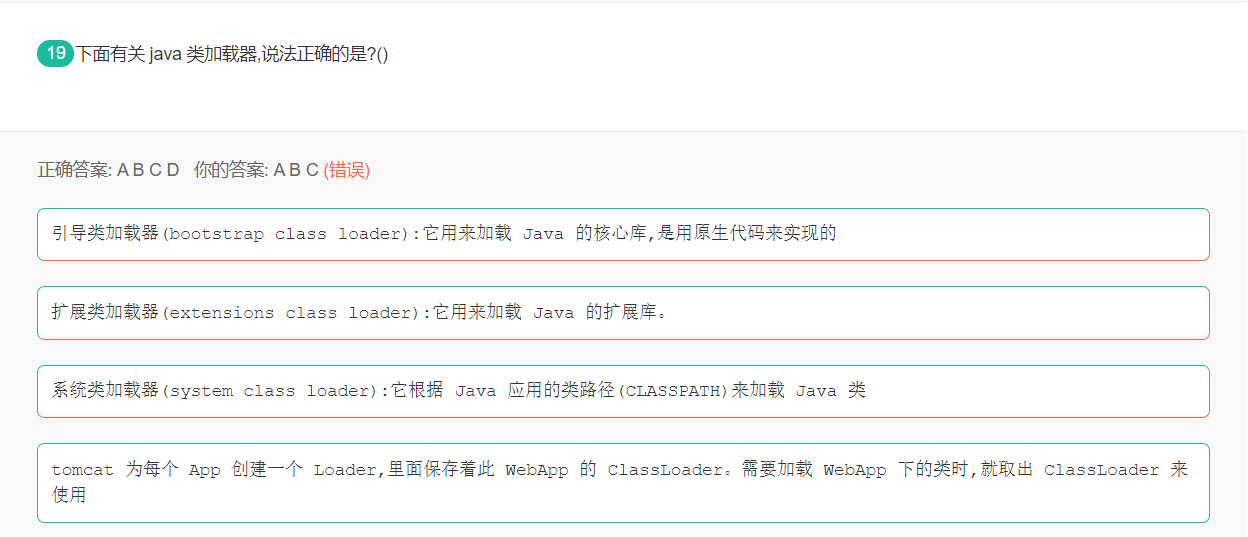 19 下面有关 java 类加载器,说法正确的是?()
正确答案: A B C D 你的答案: A B C (错误)
引导类加载器(bootstrap class loader):它用来加载 Java 的核心库,是用原生代码来实现的
扩展类加载器(extensions class loader):它用来加载 Java 的扩展库。
系统类加载器(system class loader):它根据 Java 应用的类路径(CLASSPATH)来加载 Java 类
tomcat 为每个 App 创建一个 Loader,里面保存着此 WebApp 的 ClassLoader。需要加载 WebApp 下的类时,就取出 ClassLoader 来
使用